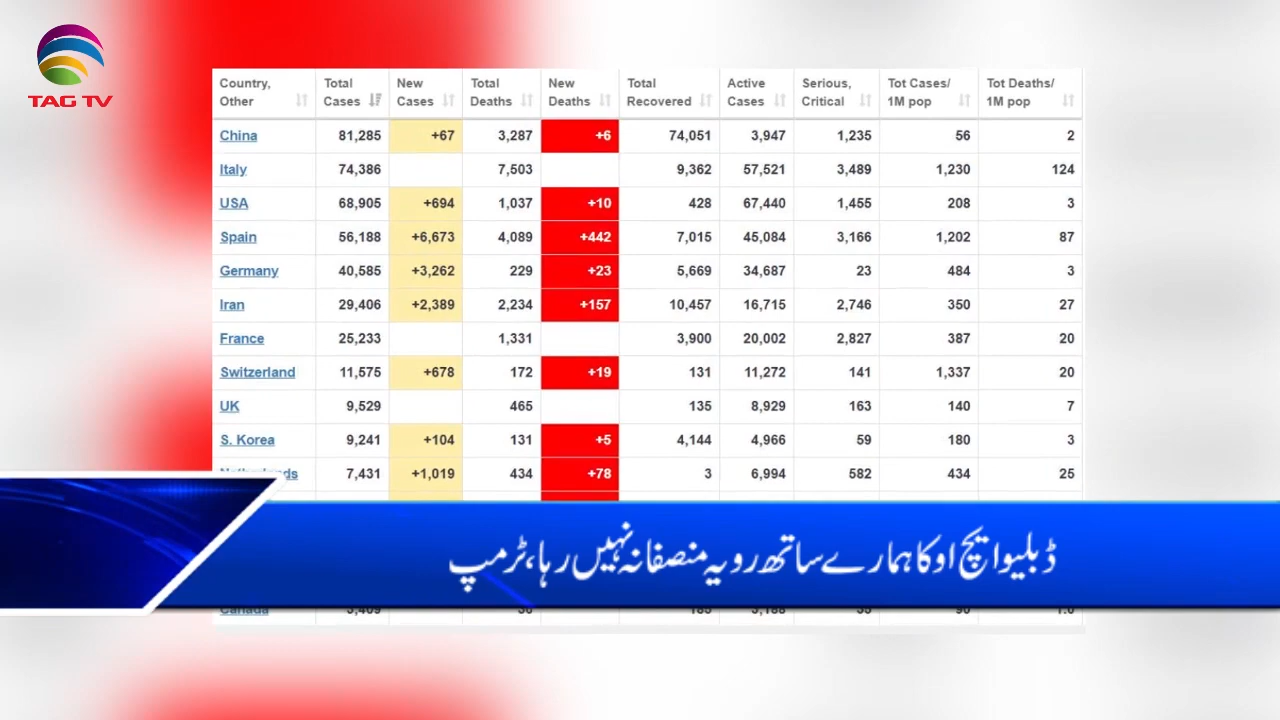 TAG TV
Country, Other Total Cases New Cases Total Deaths New Deaths Total Recovered Active Cases Serious, Critical Tot Cases/ 1M pop Tot Deaths/ 1M pop
China 81,285 +67 3,287 +6 74,051 3,947 1,235 56 2
Italy 74,386 7,503 9,362 57,521 3,489 1,230 124
USA 68,905 +694 1,037 +10 428 67,440 1,455 208 3
Spain 56,188 +6,673 4,089 +442 7,015 45,084 3,166 1,202 87
Germany 40,585 +3,262 229 +23 5,669 34,687 23 484 3
Iran 29,406 +2,389 2,234 +157 10,457 16,715 2,746 350 27
France 25,233 1,331 3,900 20,002 2,827 387 20
Switzerland 11,575 +678 172 +19 131 11,272 141 1,337 20
UK 9,529 465 135 8,929 163 140 7
S. Korea 9,241 +104 131 +5 4,144 4,966 59 180 3
Netherlands 7,431 +1,019 434 +78 3 6,994 582 434 25
ڈبلیو ایچ او کا ہمارے ساتھ رویہ منصفانہ نہیں رہا، ٹرمپ
Canada